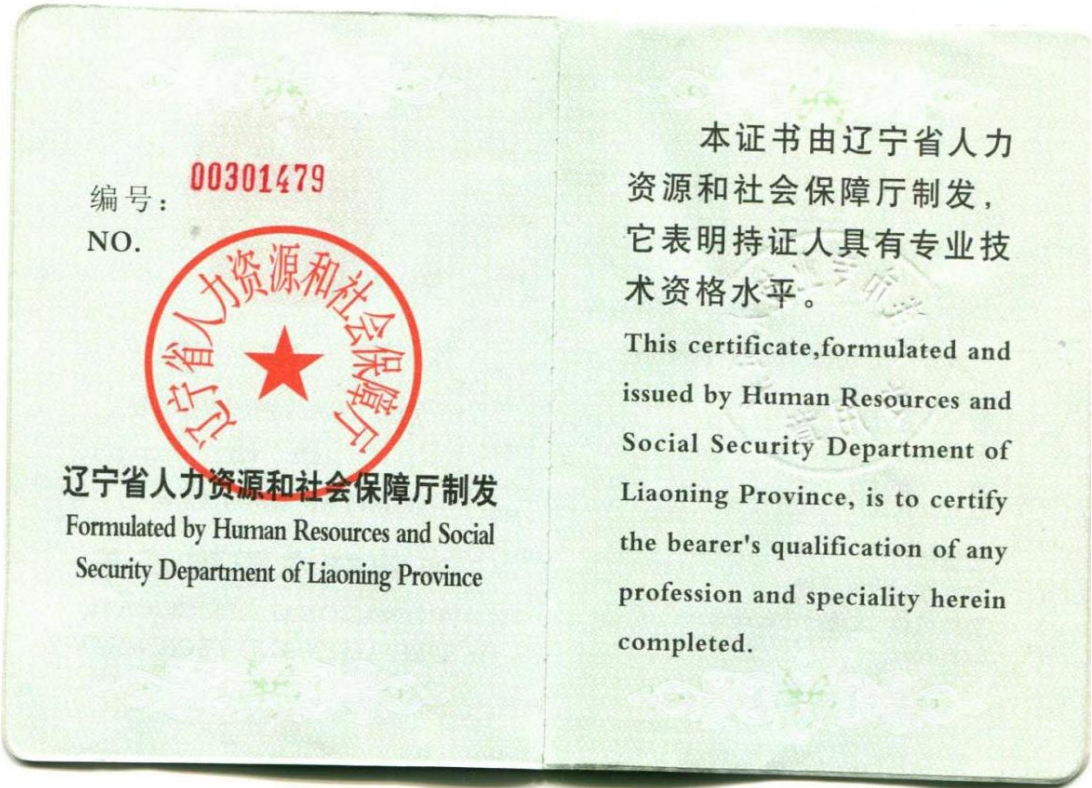 编号：
00301479
NO.
辽宁省人力资源和社会保障厅
辽宁省人力资源和社会保障厅制发
Formulated by Human Resources and Social
Security Department of Liaoning Province
本证书由辽宁省人力
资源和社会保障厅制发，
它表明持证人具有专业技
术资格水平。
This certificate,formulated and
issued by Human Resources and
Social Security Department of
Liaoning Province, is to certify
the bearer's qualification of any
profession and speciality herein
completed.